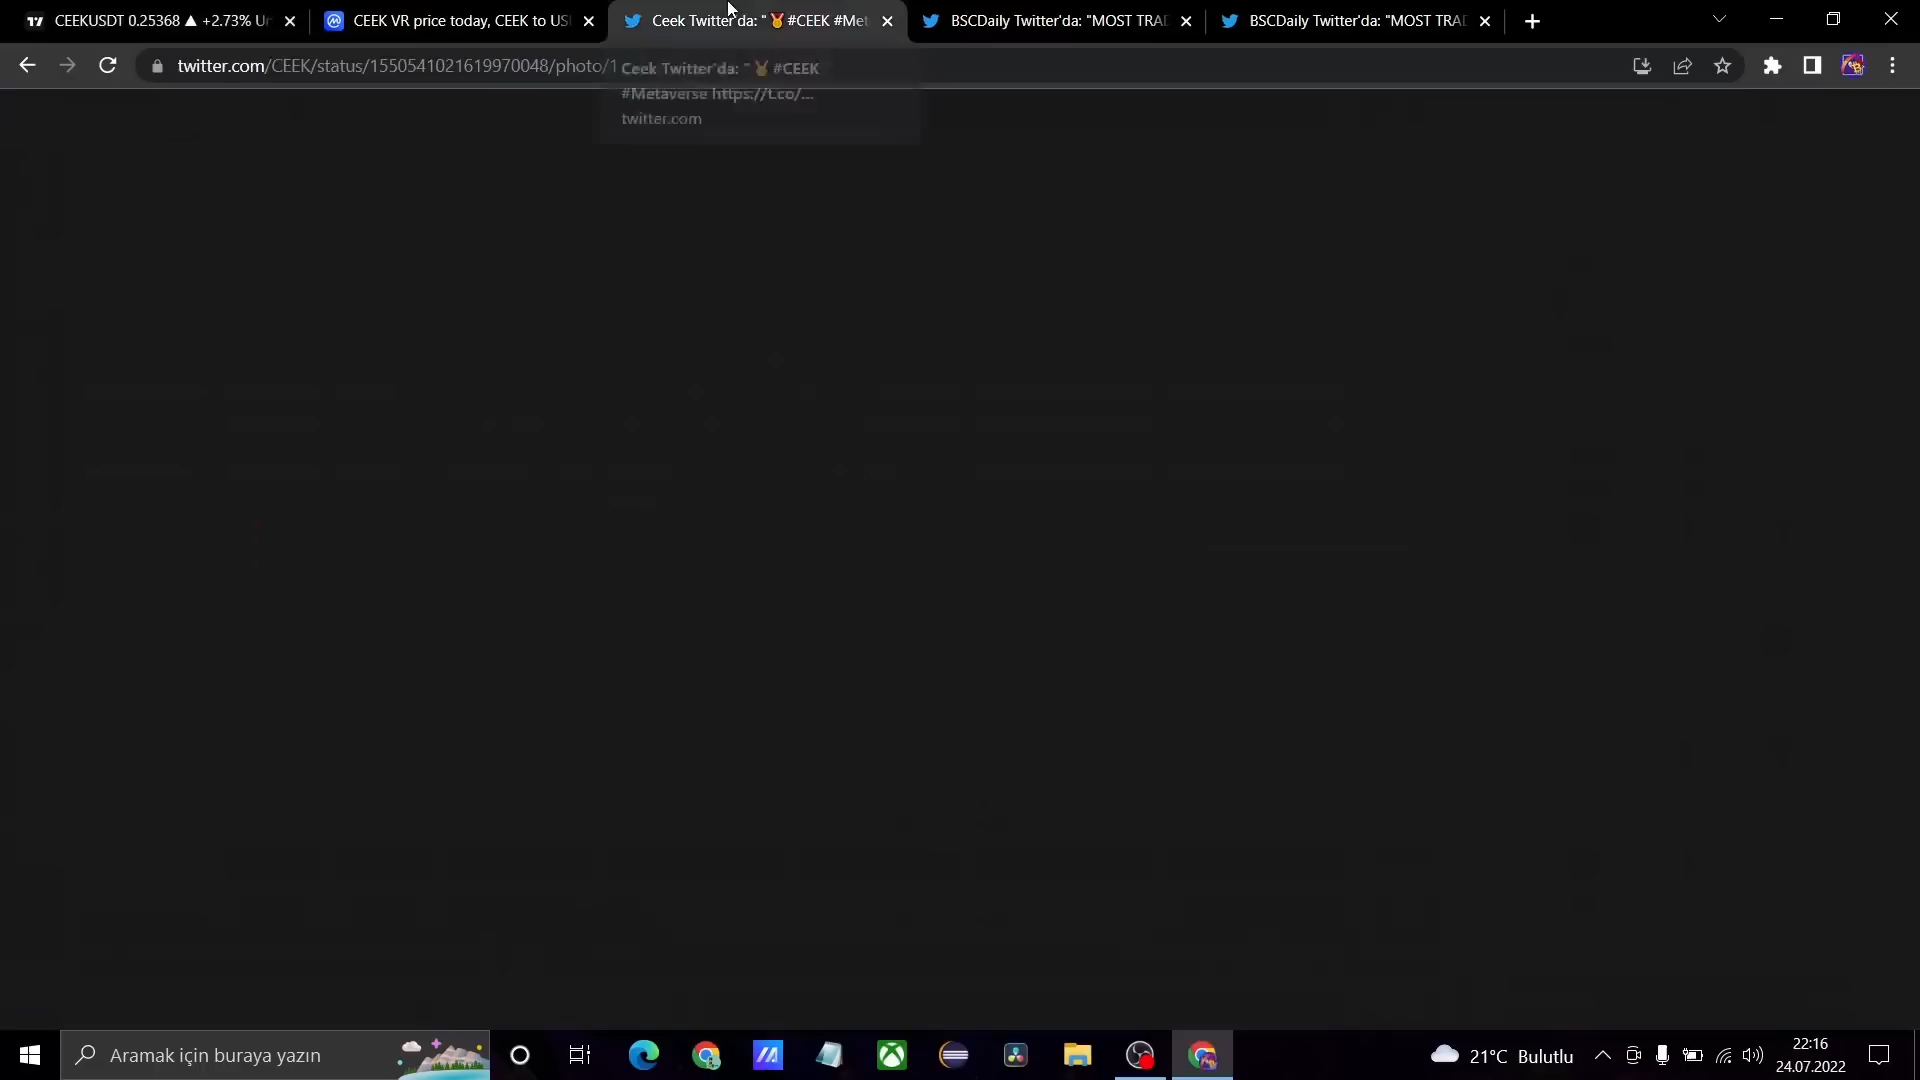 CEEKUSDT 0.25368 ▲ +2.73% Ur
CEEK VR price today, CEEK to US
Ceek Twitter'da: "🏅#CEEK #Met
BSCDaily Twitter'da: "MOST TRAD
BSCDaily Twitter'da: "MOST TRAD
twitter.com/CEEK/status/1550541021619970048/photo/1
Ceek Twitter'da: "🏅#CEEK
#Metaverse https://t.co/...
twitter.com
Aramak için buraya yazın
21°C Bulutlu
22:16
24.07.2022